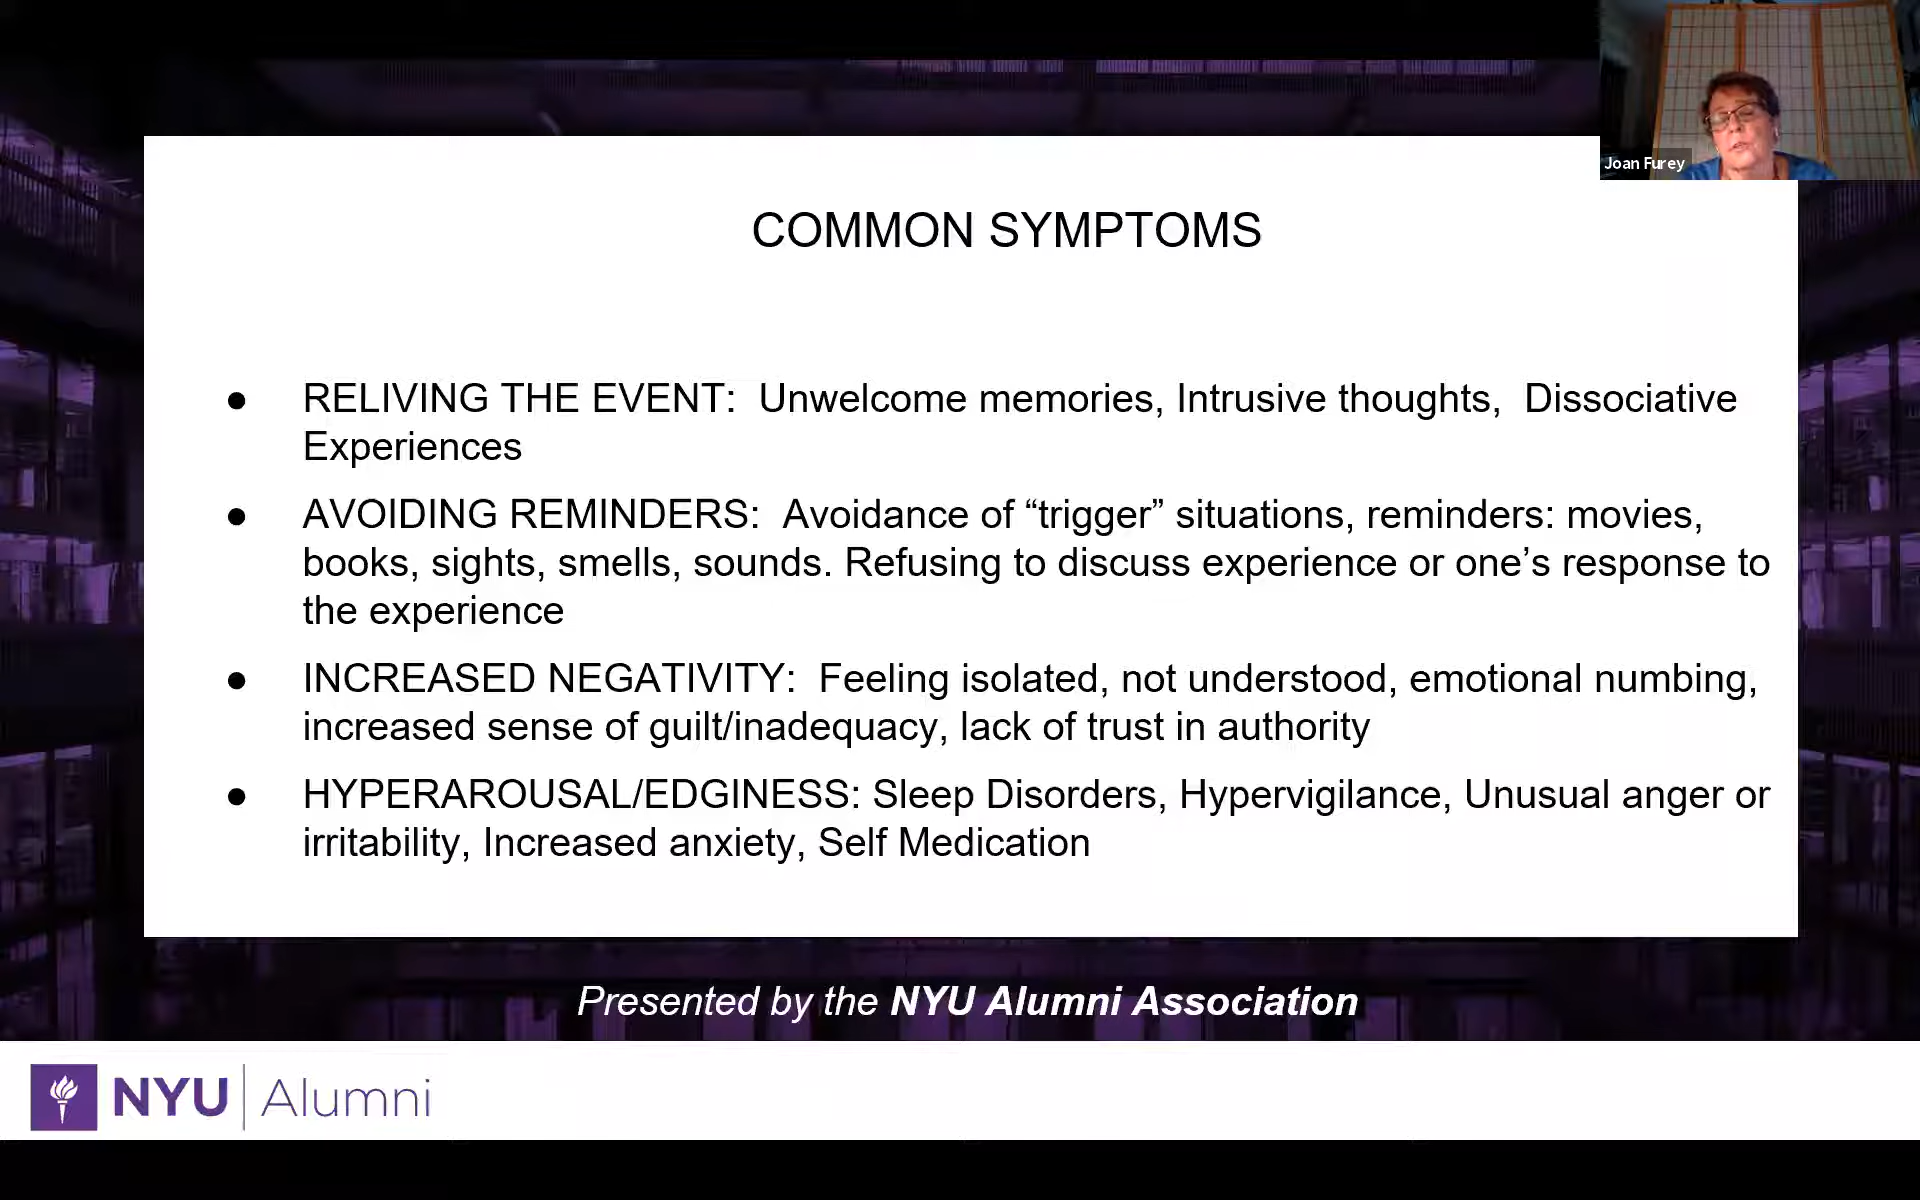 Joan Furey
COMMON SYMPTOMS
● RELIVING THE EVENT:  Unwelcome memories, Intrusive thoughts,  Dissociative
Experiences
● AVOIDING REMINDERS:  Avoidance of “trigger” situations, reminders: movies,
books, sights, smells, sounds. Refusing to discuss experience or one’s response to
the experience
● INCREASED NEGATIVITY:  Feeling isolated, not understood, emotional numbing,
increased sense of guilt/inadequacy, lack of trust in authority
● HYPERAROUSAL/EDGINESS: Sleep Disorders, Hypervigilance, Unusual anger or
irritability, Increased anxiety, Self Medication
Presented by the NYU Alumni Association
NYU Alumni